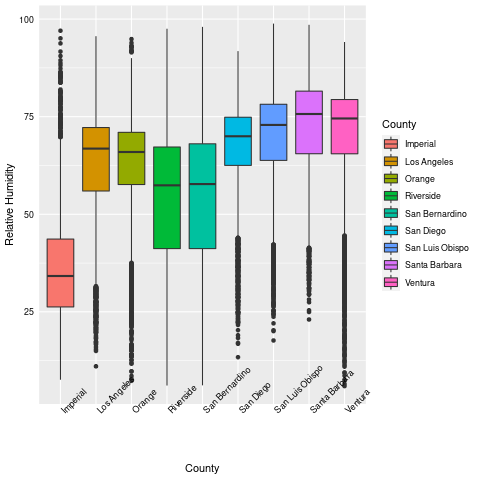 100
75
50
25
Relative Humidity
Imperial
Los Angeles
Orange
Riverside
San Bernardino
San Diego
San Luis Obispo
Santa Barbara
Ventura
County
County
Imperial
Los Angeles
Orange
Riverside
San Bernardino
San Diego
San Luis Obispo
Santa Barbara
Ventura